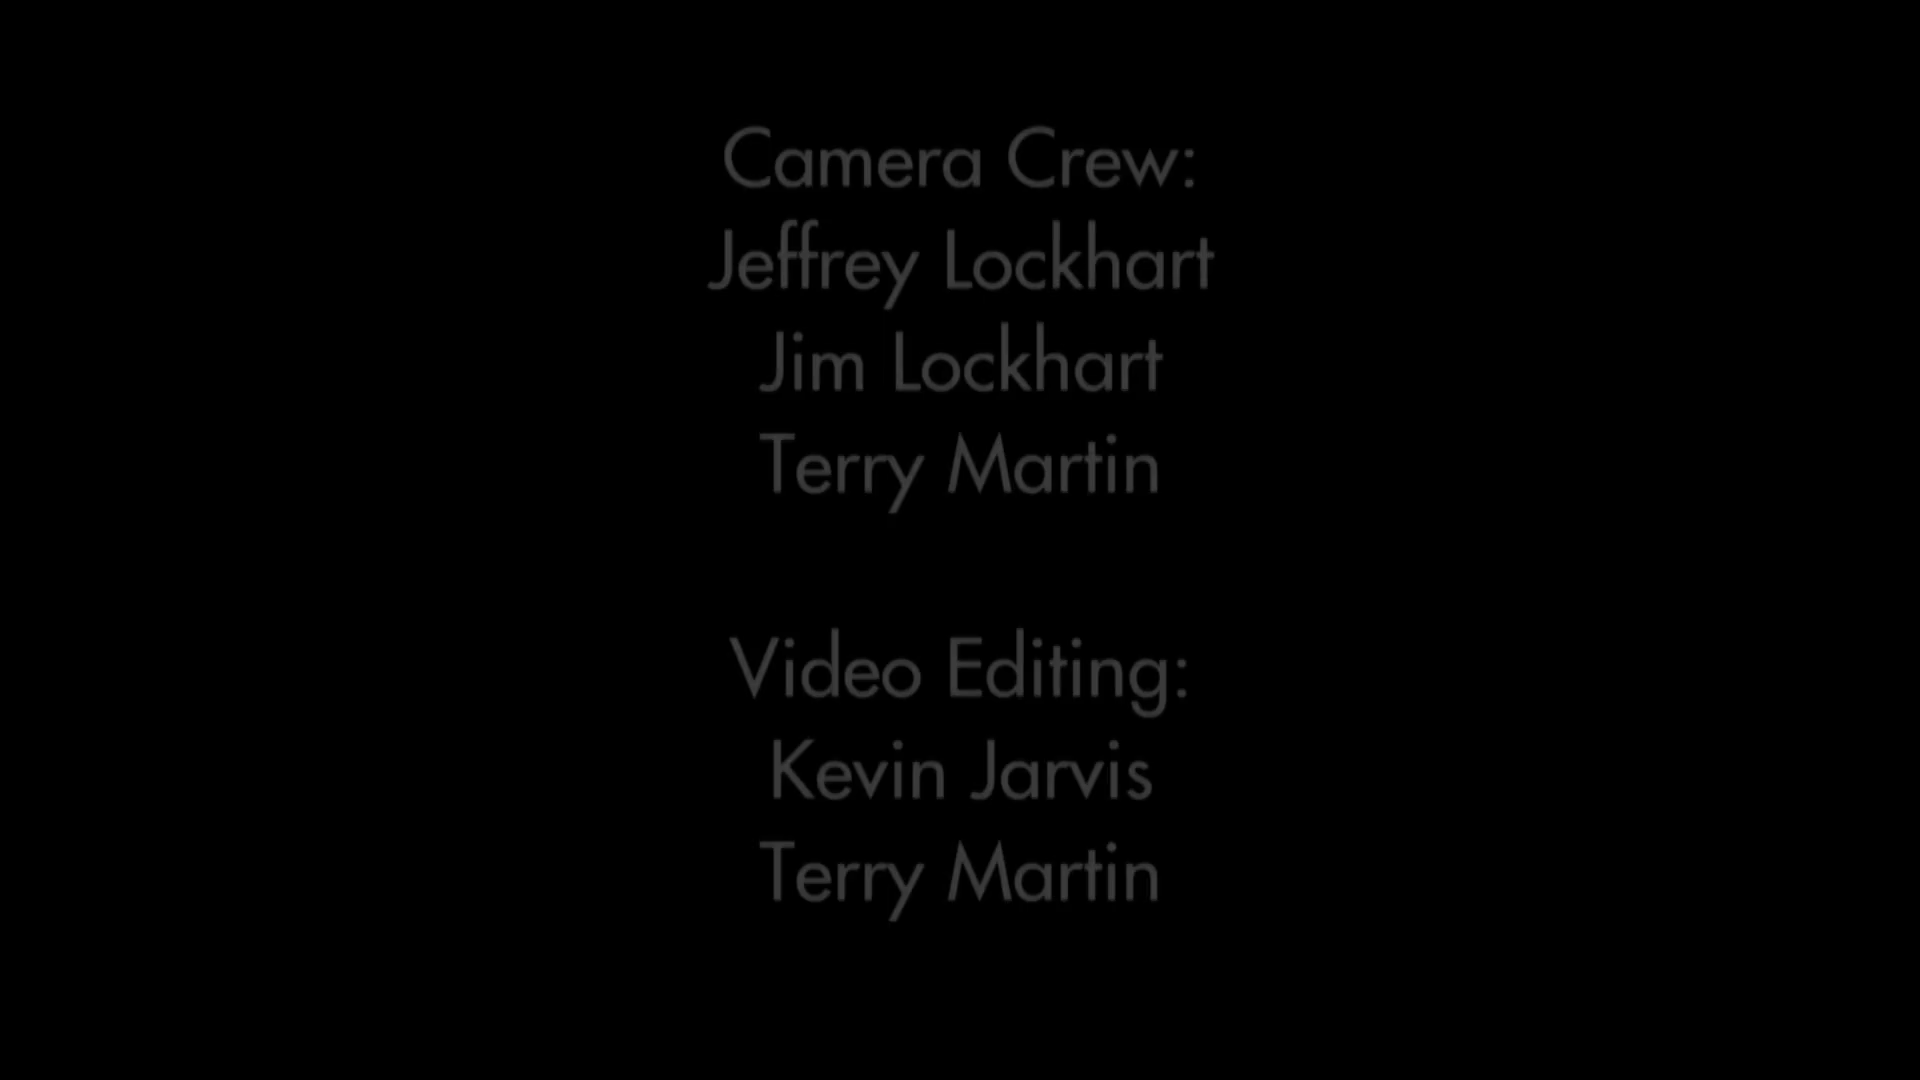 Camera Crew:
Jeffrey Lockhart
Jim Lockhart
Terry Martin
Video Editing:
Kevin Jarvis
Terry Martin